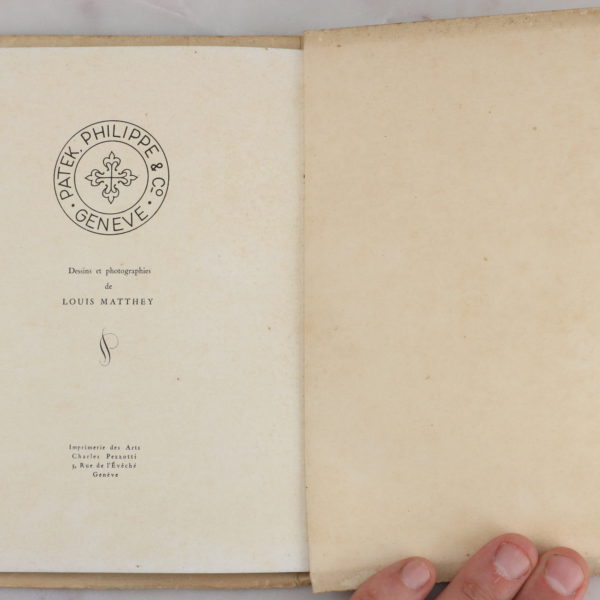 PATEK, PHILIPPE & Co
• GENÈVE •
Dessins et photographies
de
LOUIS MATTHEY
Imprimerie des Arts
Charles Pezzotti
5, Rue de l'Évêché
Genève